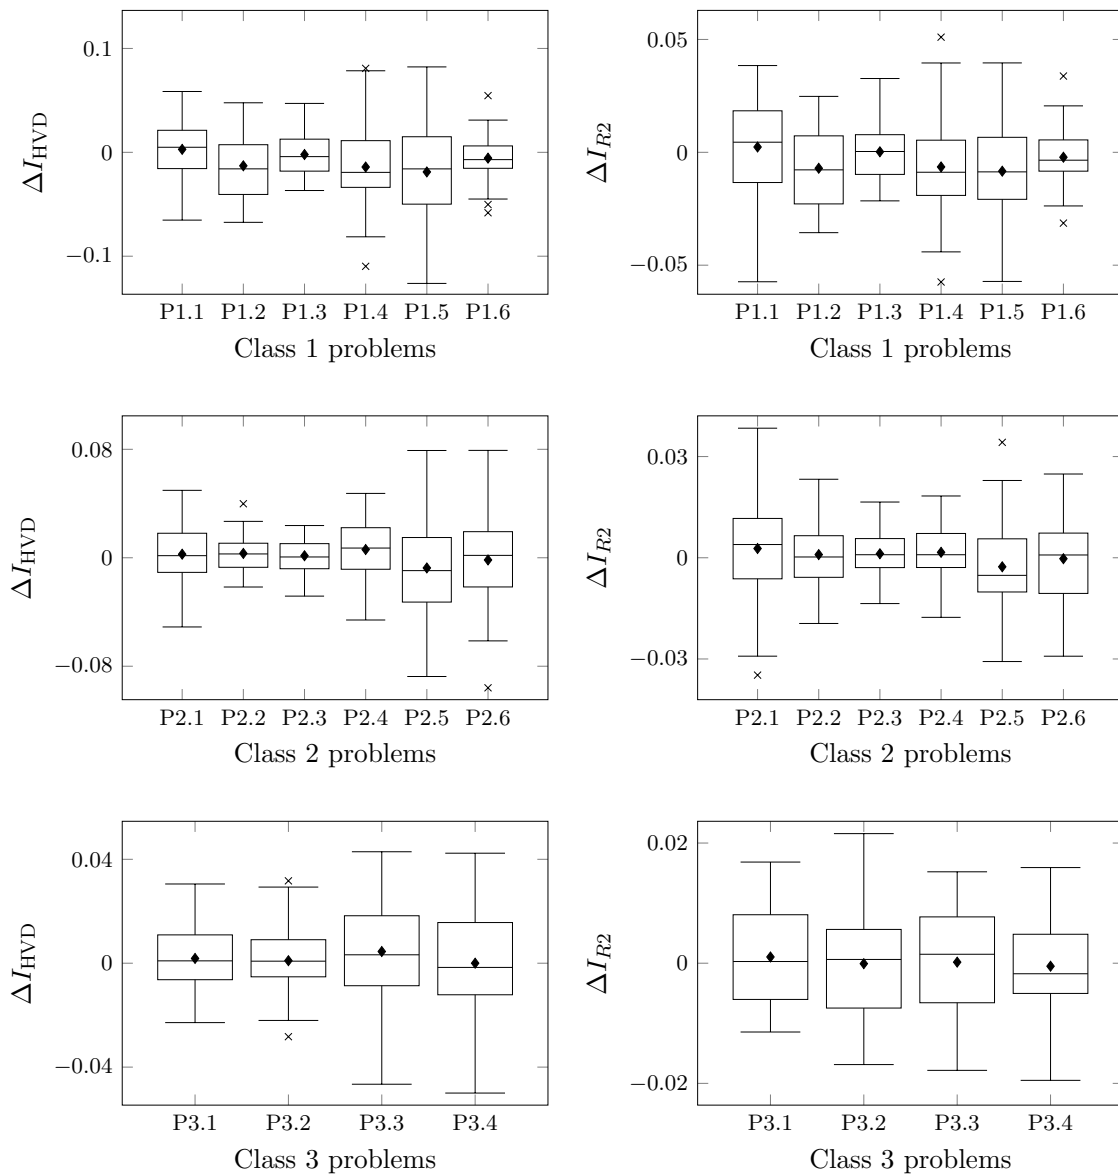 0.1
0
−0.1
ΔI_HVD
P1.1 P1.2 P1.3 P1.4 P1.5 P1.6
Class 1 problems
0.05
0
−0.05
ΔI_R2
P1.1 P1.2 P1.3 P1.4 P1.5 P1.6
Class 1 problems
0.08
0
−0.08
ΔI_HVD
P2.1 P2.2 P2.3 P2.4 P2.5 P2.6
Class 2 problems
0.03
0
−0.03
ΔI_R2
P2.1 P2.2 P2.3 P2.4 P2.5 P2.6
Class 2 problems
0.04
0
−0.04
ΔI_HVD
P3.1 P3.2 P3.3 P3.4
Class 3 problems
0.02
0
−0.02
ΔI_R2
P3.1 P3.2 P3.3 P3.4
Class 3 problems